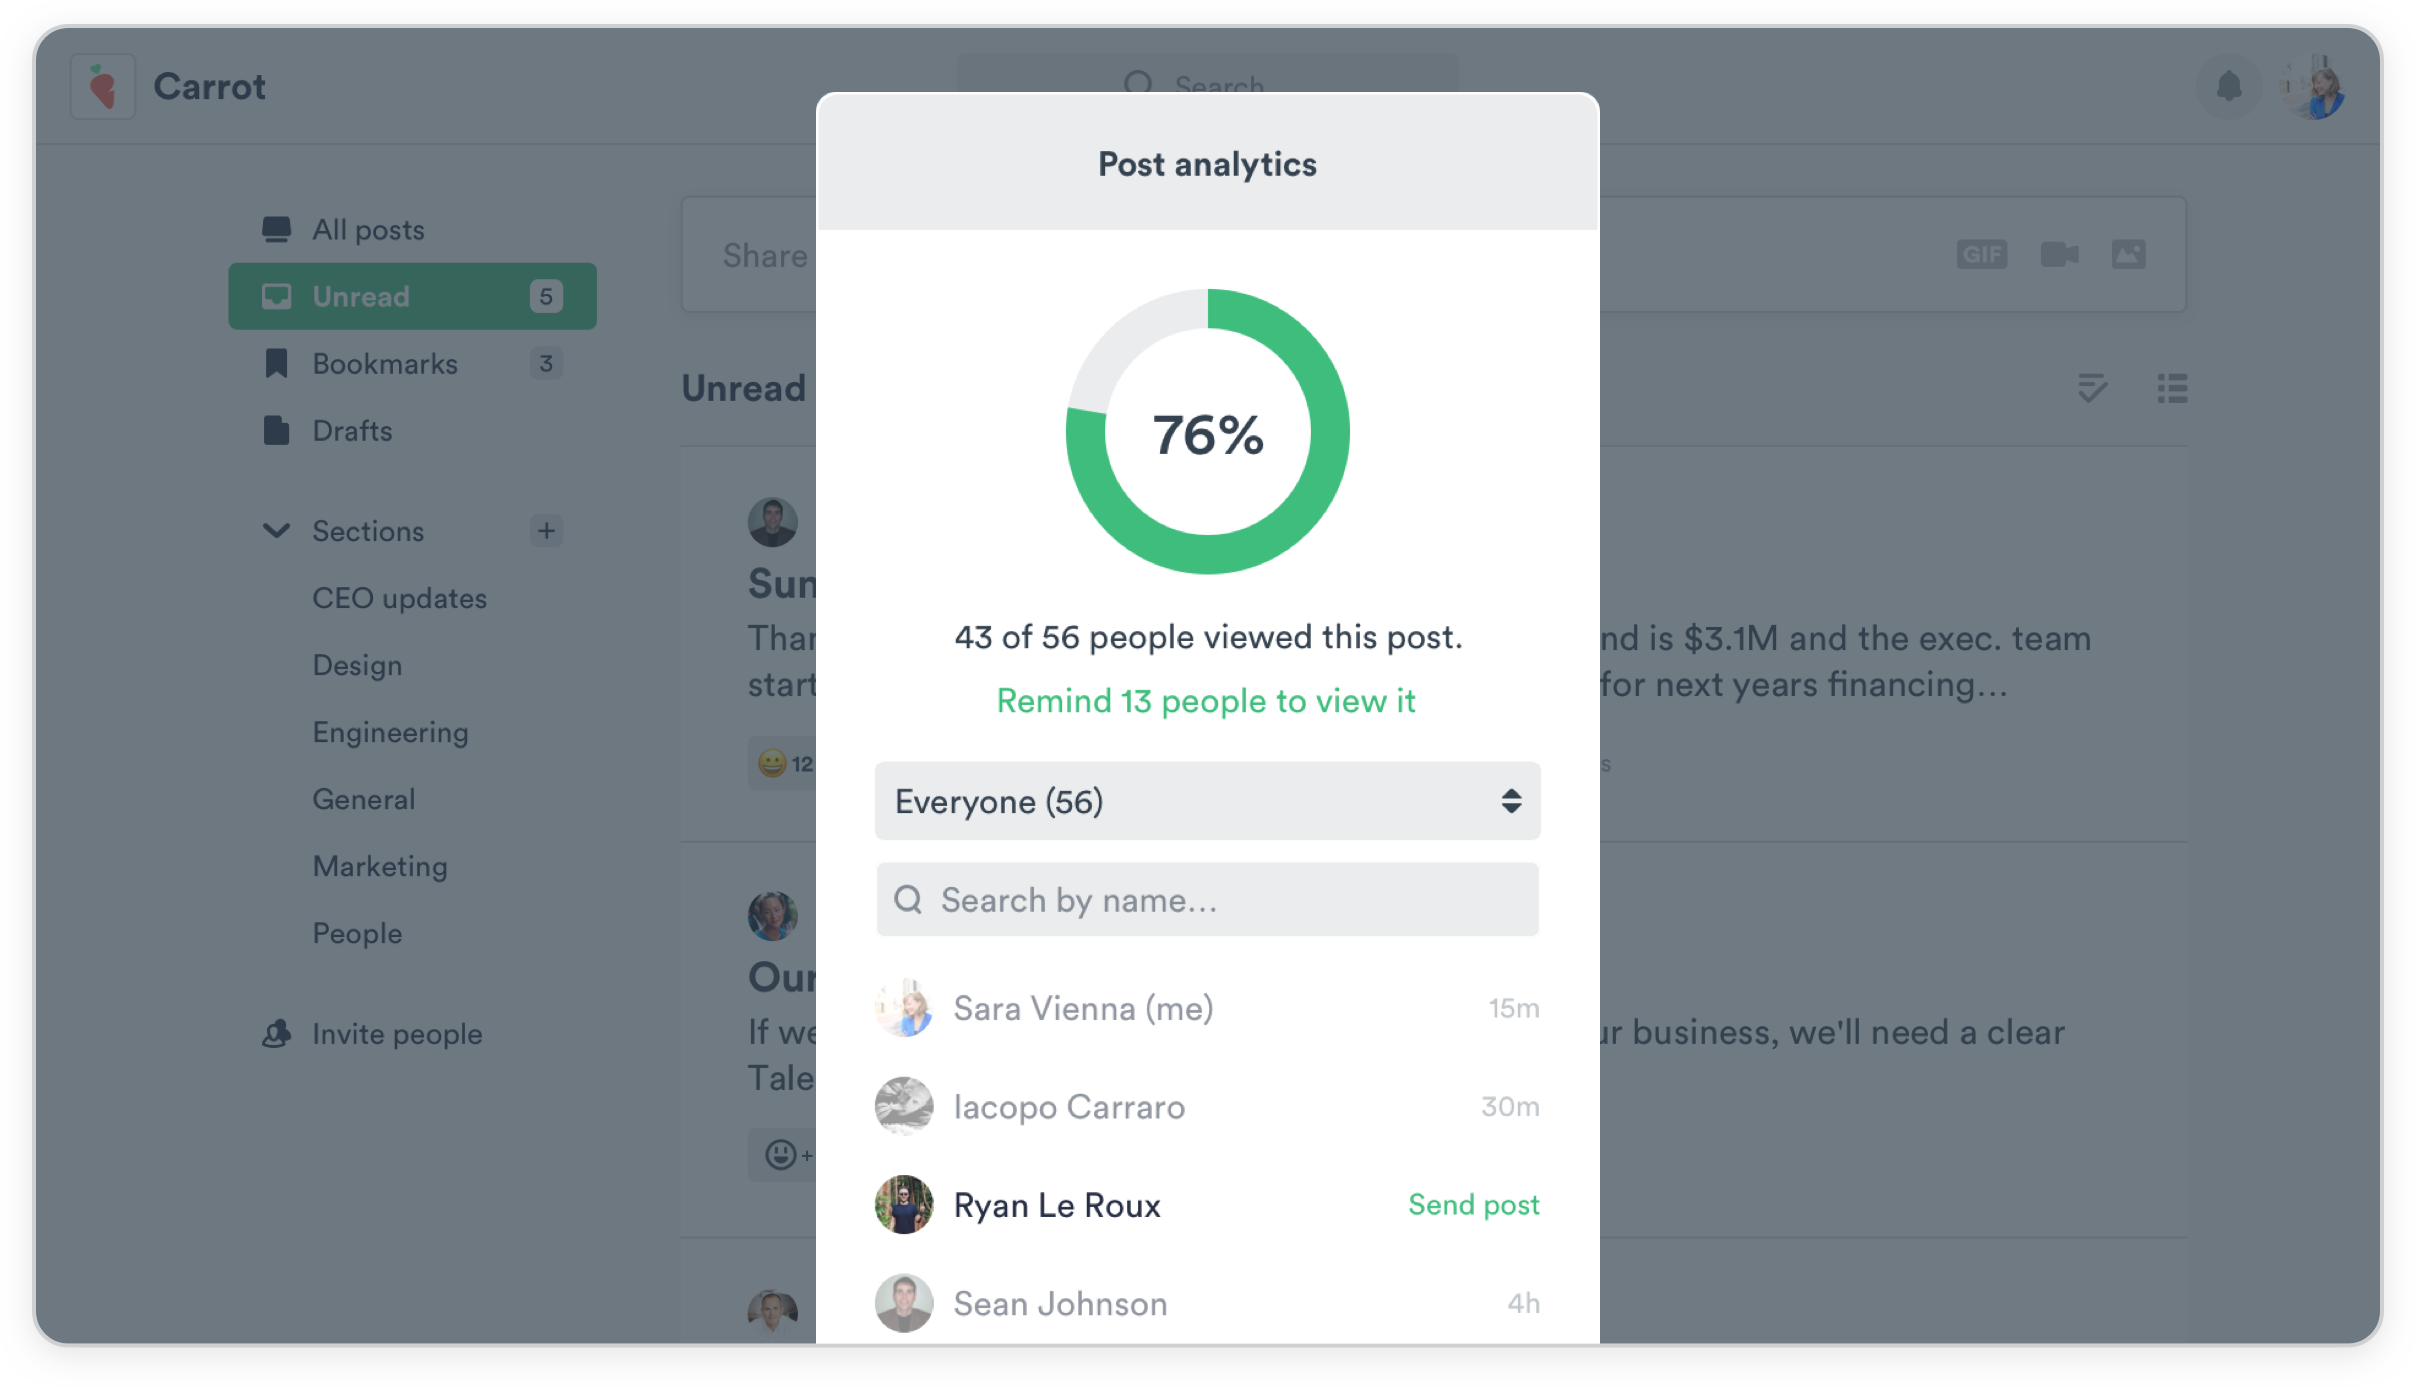 Carrot
Search
All posts
Unread 5
Bookmarks 3
Drafts
Sections +
CEO updates
Design
Engineering
General
Marketing
People
Invite people
Share
GIF
Unread
Sun
Than
nd is $3.1M and the exec. team
start
for next years financing...
12
s
Our
If we
ur business, we'll need a clear
Tale
+
Post analytics
76%
43 of 56 people viewed this post.
Remind 13 people to view it
Everyone (56)
Search by name...
Sara Vienna (me) 15m
Iacopo Carraro 30m
Ryan Le Roux Send post
Sean Johnson 4h